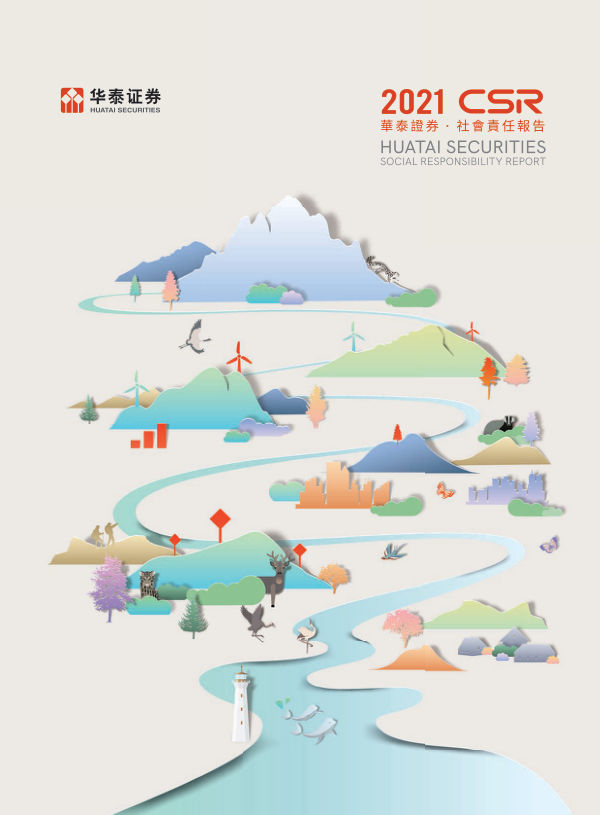 华泰证券
HUATAI SECURITIES
2021 CSR
華泰證券·社會責任報告
HUATAI SECURITIES
SOCIAL RESPONSIBILITY REPORT